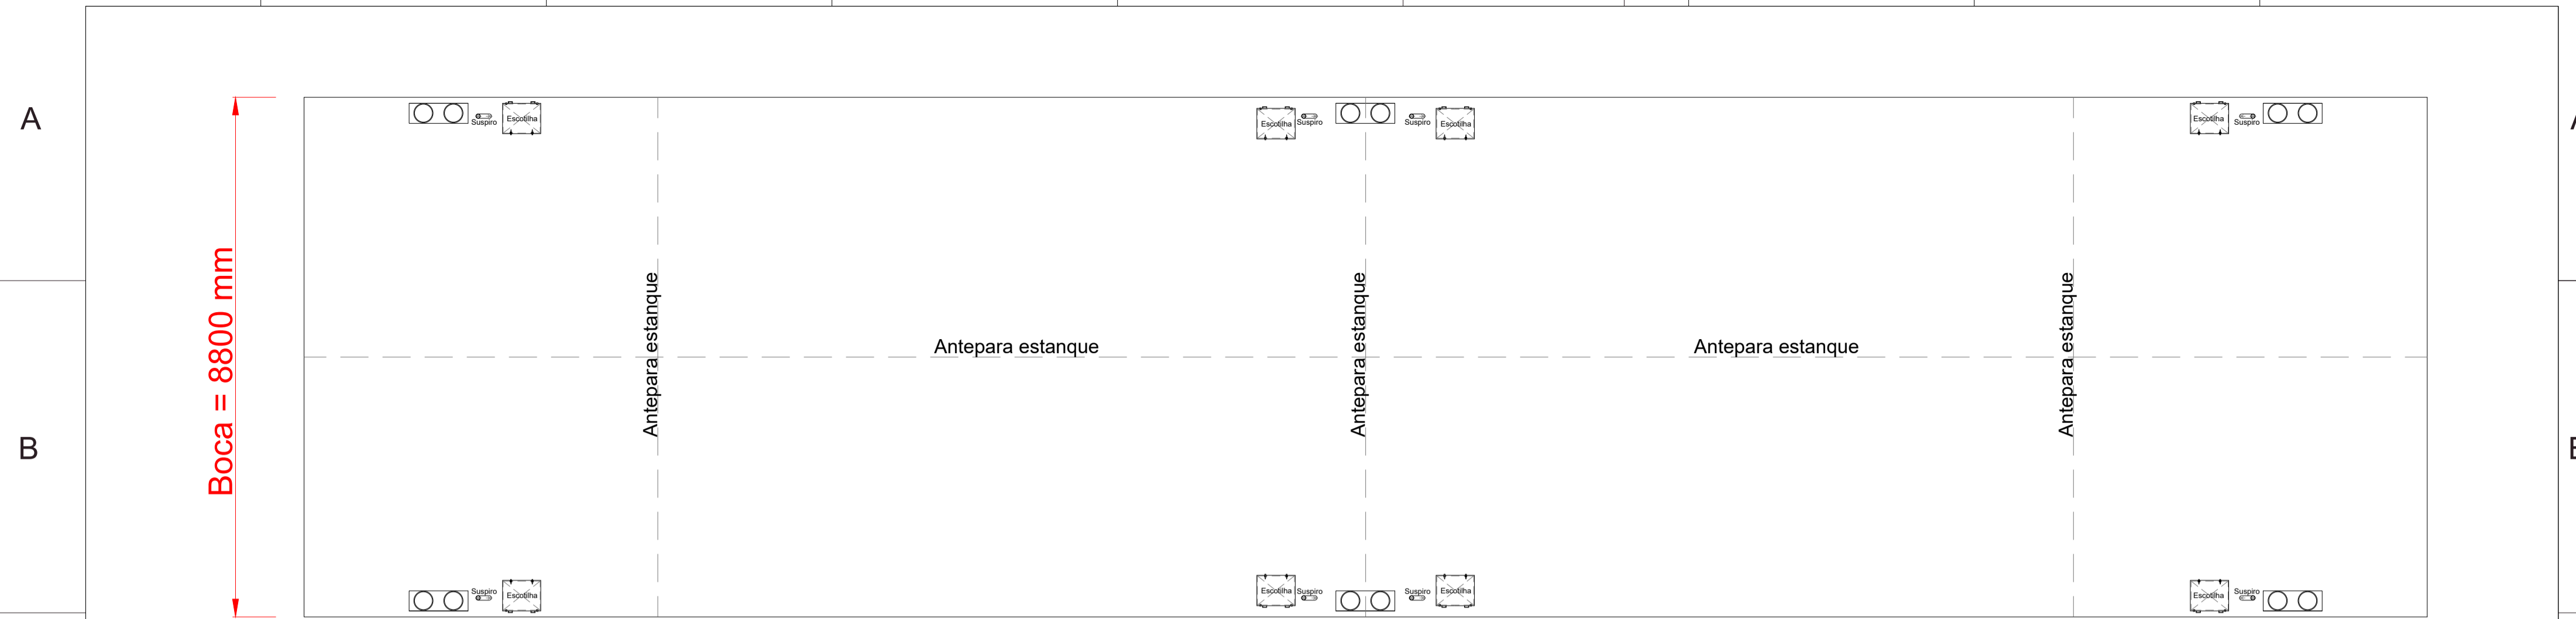 A
A
Escotilha
Suspiro
Escotilha
Suspiro
Suspiro
Escotilha
Escotilha
Suspiro
Boca = 8800 mm
Antepara estanque
Antepara estanque
Antepara estanque
Antepara estanque
Antepara estanque
B
Suspiro
Escotilha
Escotilha
Suspiro
Suspiro
Escotilha
Escotilha
Suspiro